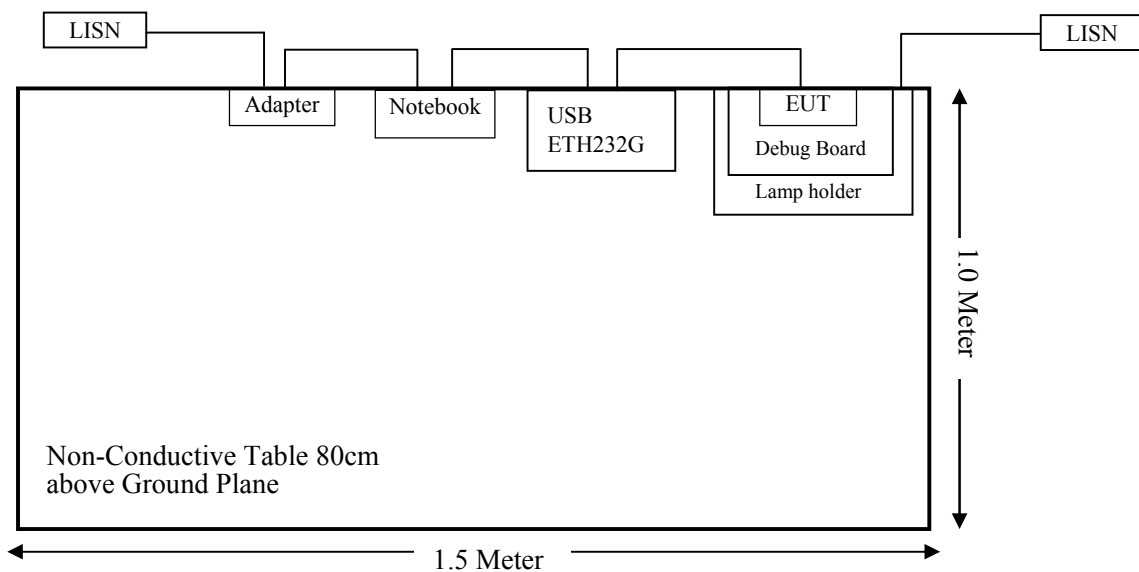 LISN
LISN
Adapter
Notebook
USB
ETH232G
EUT
Debug Board
Lamp holder
1.0 Meter
Non-Conductive Table 80cm
above Ground Plane
1.5 Meter